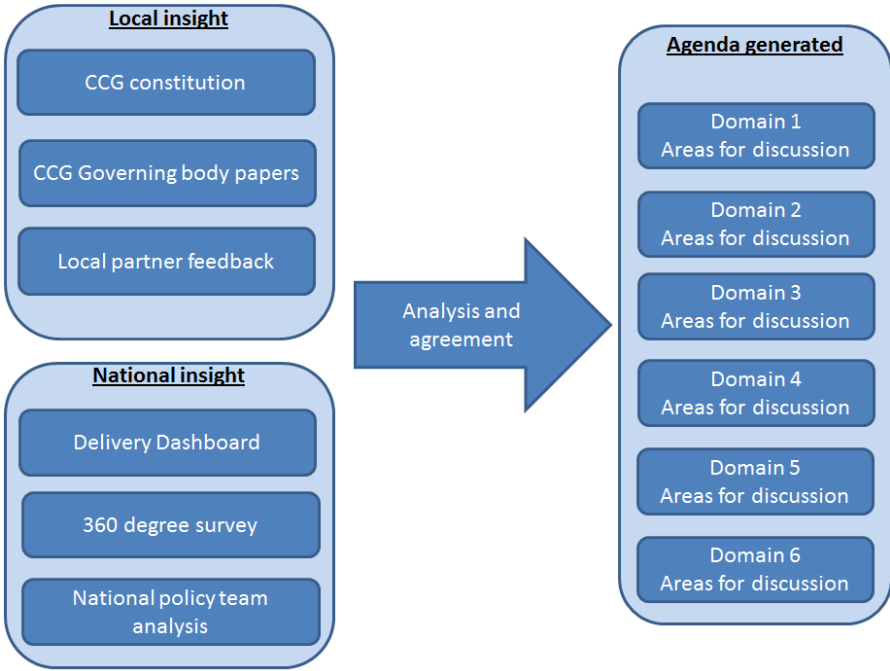 Local insight
CCG constitution
CCG Governing body papers
Local partner feedback
National insight
Delivery Dashboard
360 degree survey
National policy team
analysis
Analysis and
agreement
Agenda generated
Domain 1
Areas for discussion
Domain 2
Areas for discussion
Domain 3
Areas for discussion
Domain 4
Areas for discussion
Domain 5
Areas for discussion
Domain 6
Areas for discussion